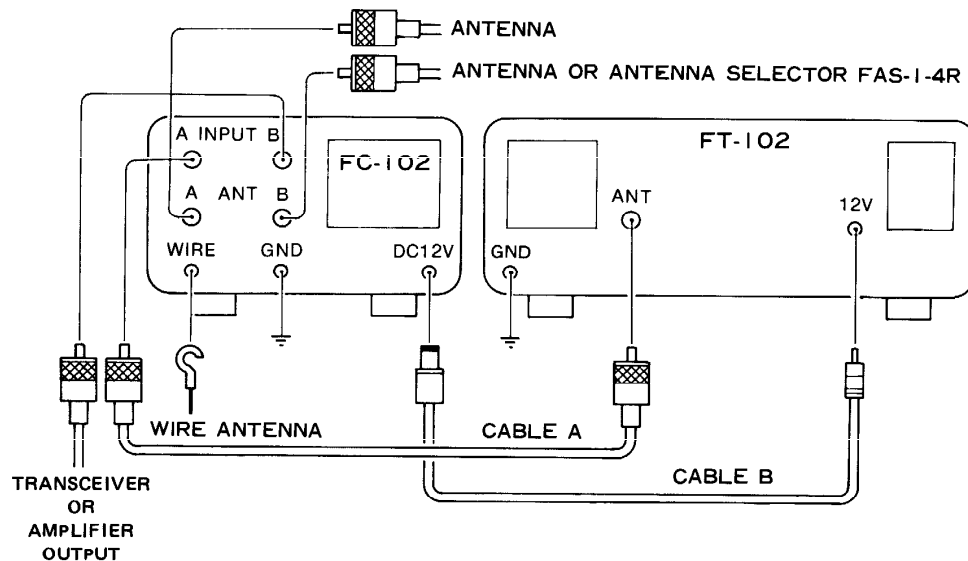 ANTENNA
ANTENNA OR ANTENNA SELECTOR FAS-1-4R
A INPUT B
FC-102
FT-102
A ANT B
ANT
12V
WIRE
GND
DC12V
GND
WIRE ANTENNA
CABLE A
CABLE B
TRANSCEIVER
OR
AMPLIFIER
OUTPUT